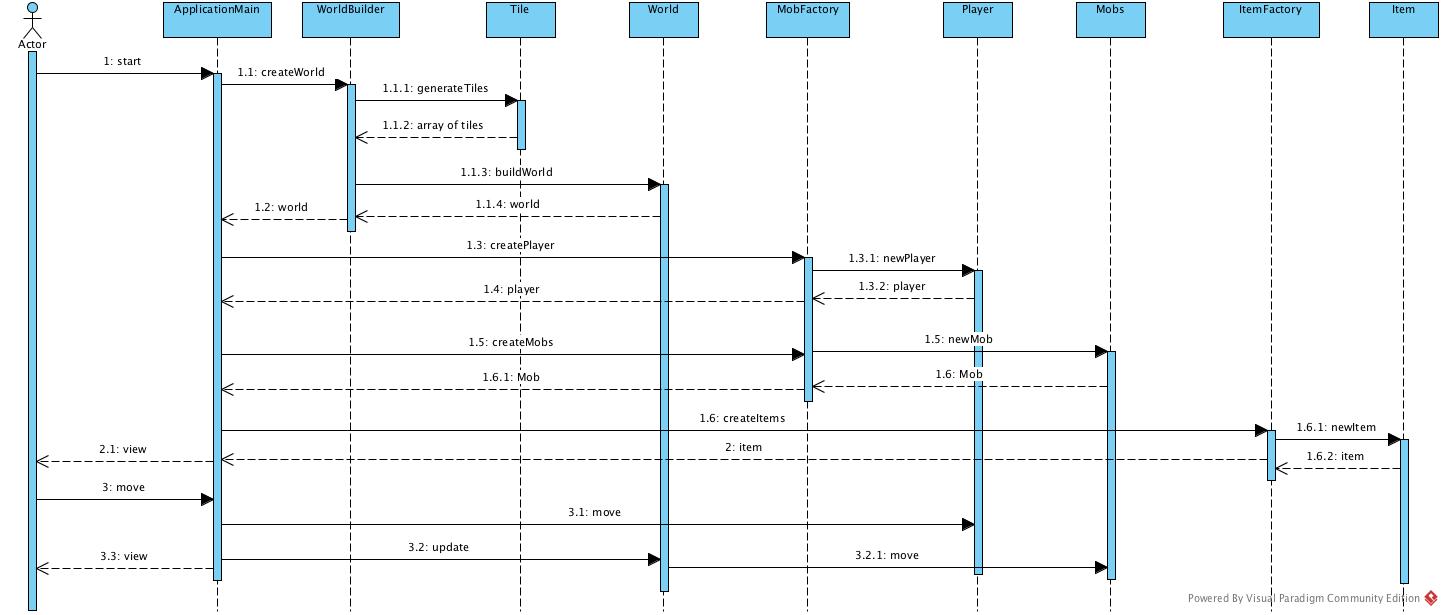 ApplicationMain
WorldBuilder
Tile
World
MobFactory
Player
Mobs
ItemFactory
Item
Actor
1: start
1.1: createWorld
1.1.1: generateTiles
1.1.2: array of tiles
1.1.3: buildWorld
1.1.4: world
1.2: world
1.3: createPlayer
1.3.1: newPlayer
1.3.2: player
1.4: player
1.5: createMobs
1.5: newMob
1.6: Mob
1.6.1: Mob
1.6: createItems
1.6.1: newItem
1.6.2: item
2: item
2.1: view
3: move
3.1: move
3.2: update
3.2.1: move
3.3: view
Powered By Visual Paradigm Community Edition